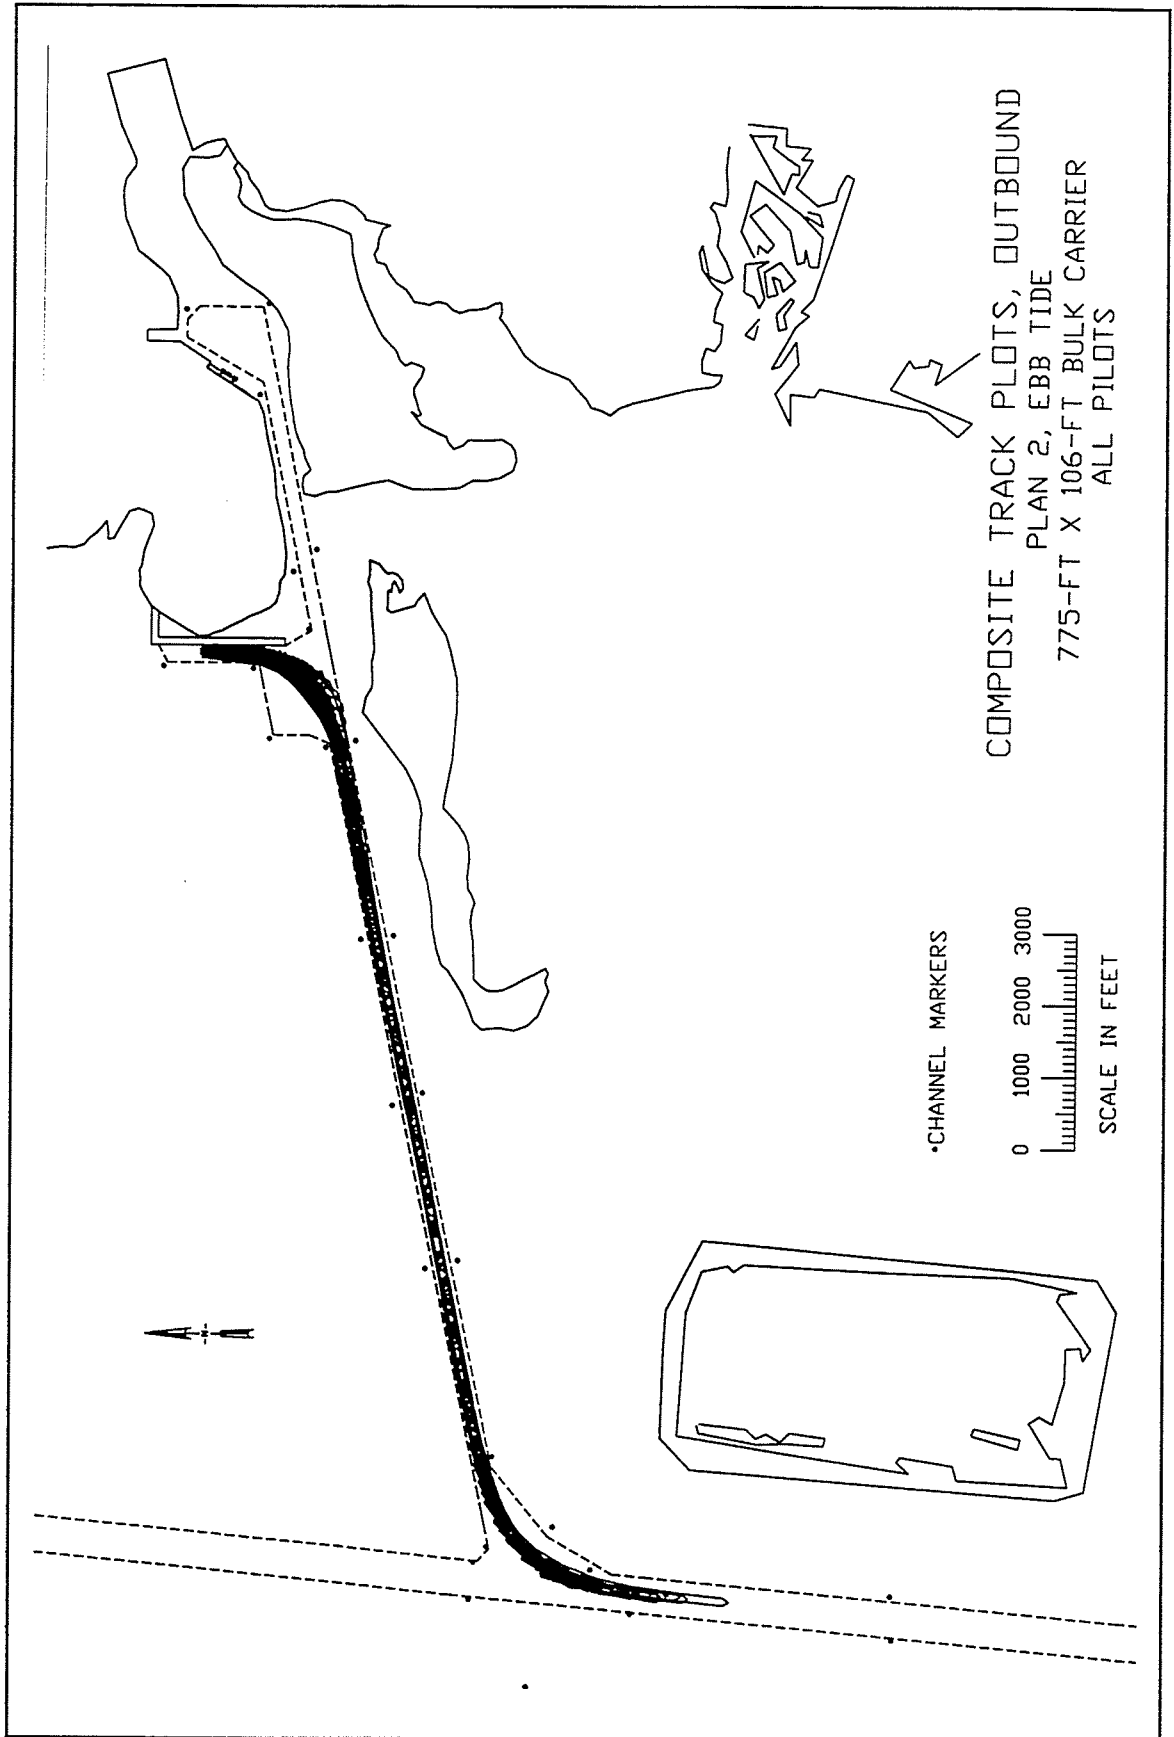 COMPOSITE TRACK PLOTS, OUTBOUND
PLAN 2, EBB TIDE
775-FT X 106-FT BULK CARRIER
ALL PILOTS
•CHANNEL MARKERS
0 1000 2000 3000
SCALE IN FEET
N